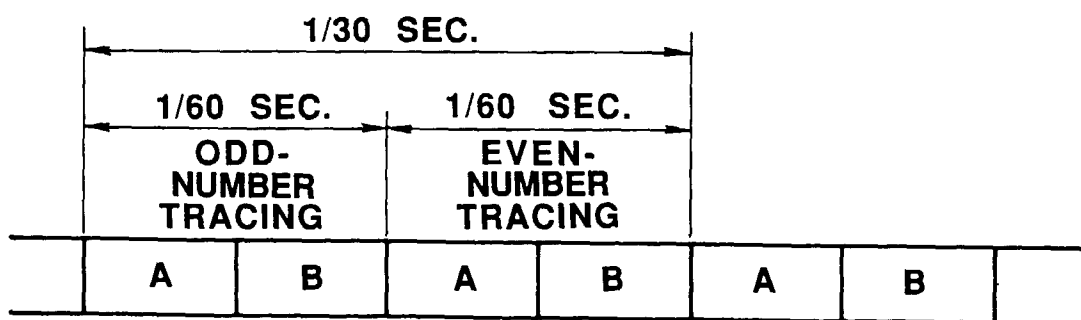 1/30 SEC.
1/60 SEC. 1/60 SEC.
ODD- EVEN-
NUMBER NUMBER
TRACING TRACING
A B A B A B